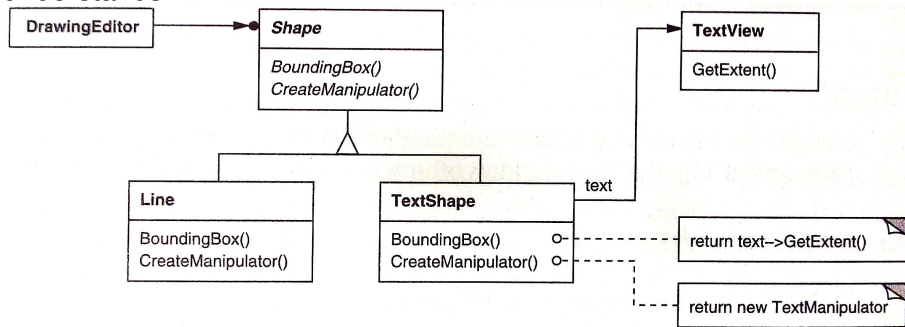 DrawingEditor
Shape
BoundingBox()
CreateManipulator()
TextView
GetExtent()
Line
BoundingBox()
CreateManipulator()
text
TextShape
BoundingBox()
CreateManipulator()
return text–>GetExtent()
return new TextManipulator